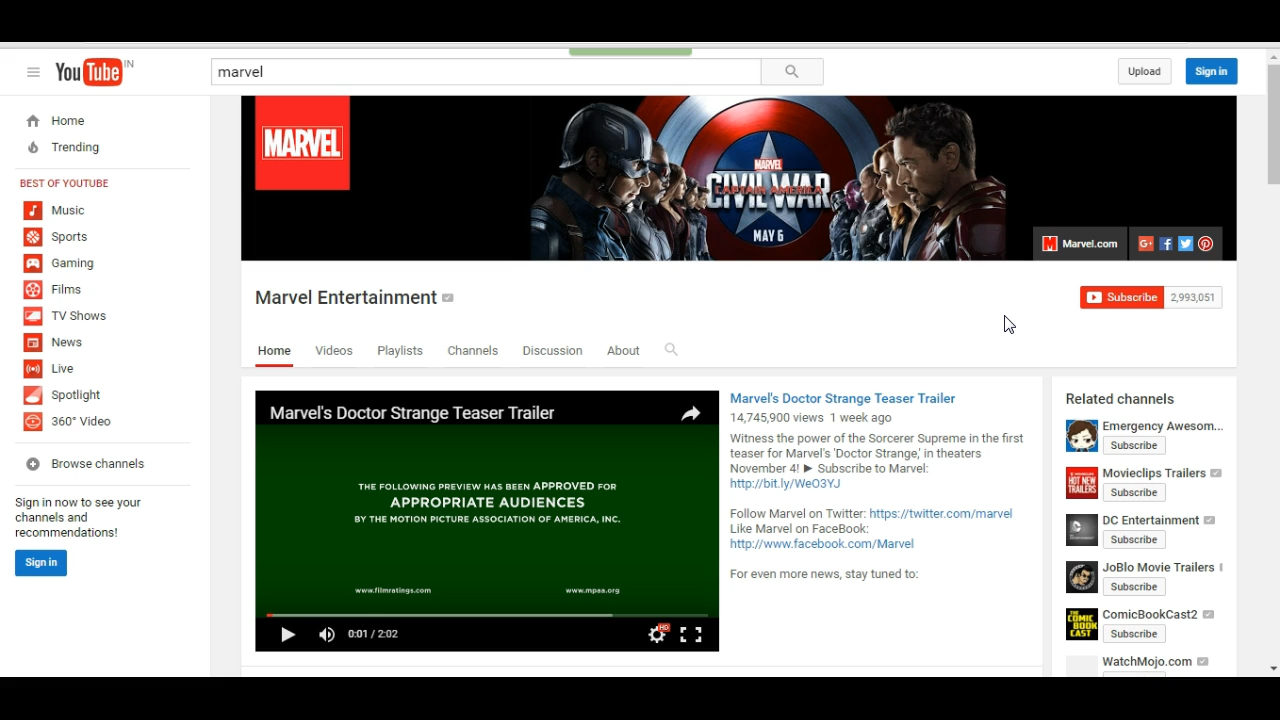 YouTube IN
marvel
Upload
Sign in
Home
Trending
BEST OF YOUTUBE
Music
Sports
Gaming
Films
TV Shows
News
Live
Spotlight
360° Video
Browse channels
Sign in now to see your
channels and
recommendations!
Sign in
MARVEL
MARVEL
CAPTAIN AMERICA
CIVIL WAR
MAY 6
M Marvel.com
Marvel Entertainment
Subscribe 2,993,051
Home Videos Playlists Channels Discussion About
Marvel's Doctor Strange Teaser Trailer
THE FOLLOWING PREVIEW HAS BEEN APPROVED FOR
APPROPRIATE AUDIENCES
BY THE MOTION PICTURE ASSOCIATION OF AMERICA, INC.
www.filmratings.com www.mpaa.org
0:01 / 2:02
HD
Marvel's Doctor Strange Teaser Trailer
14,745,900 views 1 week ago
Witness the power of the Sorcerer Supreme in the first
teaser for Marvel's 'Doctor Strange,' in theaters
November 4! ► Subscribe to Marvel:
http://bit.ly/WeO3YJ
Follow Marvel on Twitter: https://twitter.com/marvel
Like Marvel on FaceBook:
http://www.facebook.com/Marvel
For even more news, stay tuned to:
Related channels
Emergency Awesom...
Subscribe
HOT NEW TRAILERS
Movieclips Trailers
Subscribe
DC Entertainment
Subscribe
JoBlo Movie Trailers
Subscribe
THE COMIC BOOK CAST
ComicBookCast2
Subscribe
WatchMojo.com